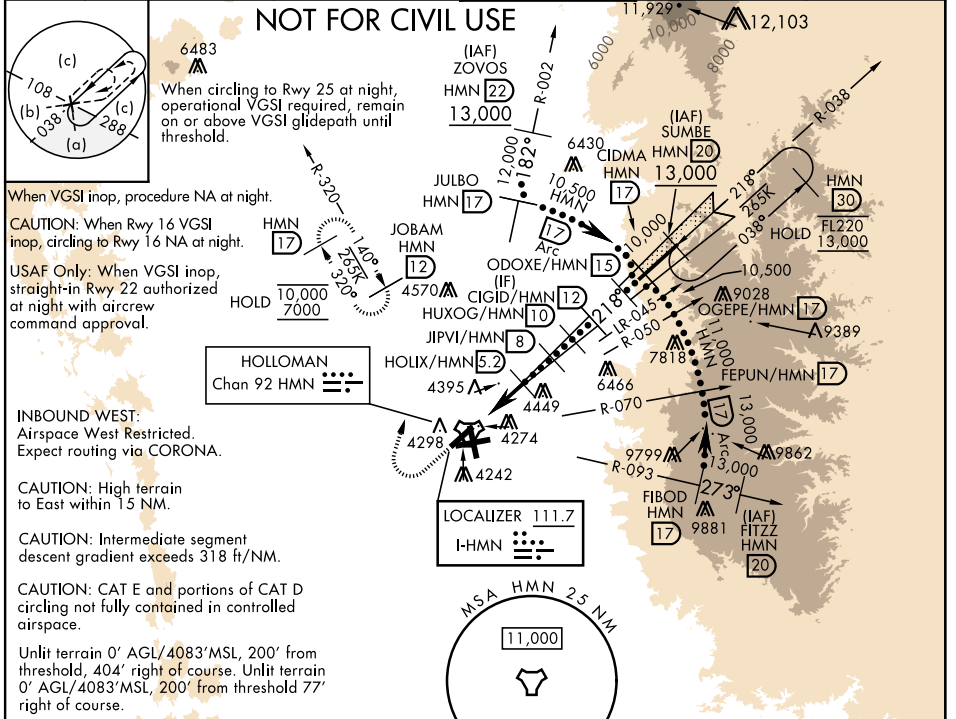 NOT FOR CIVIL USE
(c)
108
(b)
038
(c)
288
(a)
6483
When circling to Rwy 25 at night,
operational VGSI required, remain
on or above VGSI glidepath until
threshold.
When VGSI inop, procedure NA at night.
CAUTION: When Rwy 16 VGSI
inop, circling to Rwy 16 NA at night.
USAF Only: When VGSI inop,
straight-in Rwy 22 authorized
at night with aircrew
command approval.
(IAF)
ZOVOS
HMN 22
13,000
R-002
12,000
182°
11,929
10,000
12,103
6000
8000
6430
10,500
HMN
17
Arc
JULBO
HMN 17
CIDMA
HMN
17
(IAF)
SUMBE
HMN 20
13,000
10,000
R-038
218°
265K
038°
HOLD
HMN
30
FL220
13,000
R-320
HMN
17
140°
265K
320°
HOLD
10,000
7000
JOBAM
HMN
12
4570
ODOXE/HMN 15
(IF)
CIGID/HMN 12
HUXOG/HMN 10
JIPVI/HMN 8
HOLIX/HMN 5.2
218°
LR-045
R-050
10,500
9028
OGEPE/HMN 17
9389
11,000
HMN
7818
6466
FEPUN/HMN 17
R-070
17
Arc
13,000
HOLLOMAN
Chan 92 HMN
4395
4449
4298
4274
4242
9799
9862
13,000
R-093
273°
FIBOD
HMN
17
9881
(IAF)
FITZZ
HMN
20
INBOUND WEST:
Airspace West Restricted.
Expect routing via CORONA.
CAUTION: High terrain
to East within 15 NM.
CAUTION: Intermediate segment
descent gradient exceeds 318 ft/NM.
CAUTION: CAT E and portions of CAT D
circling not fully contained in controlled
airspace.
Unlit terrain 0' AGL/4083'MSL, 200' from
threshold, 404' right of course. Unlit terrain
0' AGL/4083'MSL, 200' from threshold 77'
right of course.
LOCALIZER 111.7
I-HMN
MSA HMN 25 NM
11,000